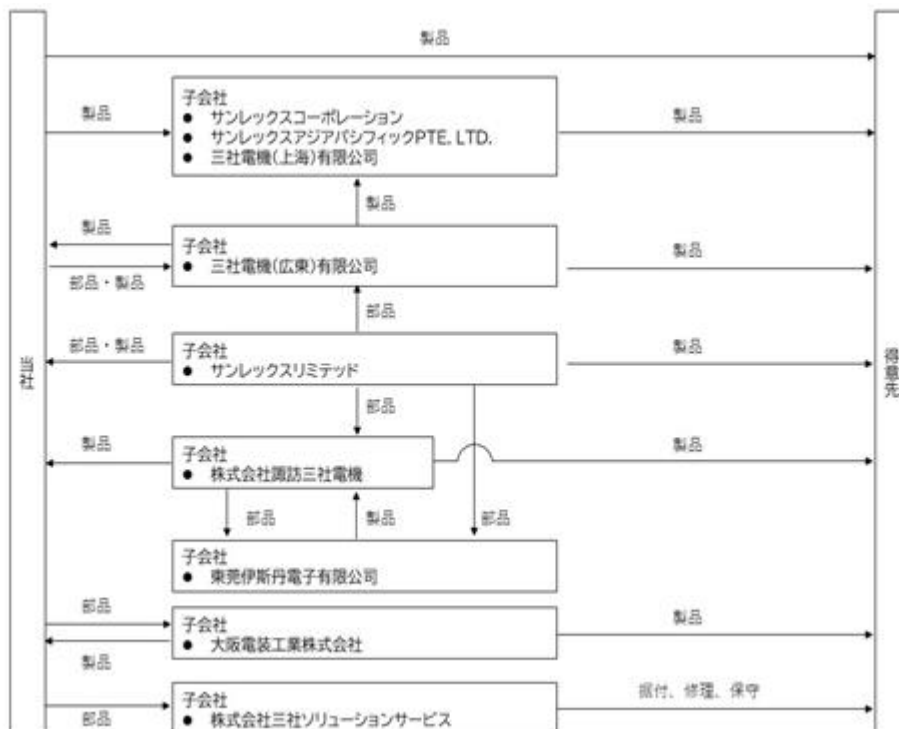 製品
子会社
● サンレックスコーポレーション
● サンレックスアジアパシフィックPTE. LTD.
● 三社電機(上海)有限公司
製品
製品
製品
子会社
● 三社電機(広東)有限公司
製品
部品・製品
製品
部品
子会社
● サンレックスリミテッド
部品・製品
製品
当社
得意先
部品
子会社
● 株式会社諏訪三社電機
製品
製品
部品
製品
部品
子会社
● 東莞伊斯丹電子有限公司
部品
子会社
● 大阪電装工業株式会社
製品
製品
子会社
● 株式会社三社ソリューションサービス
部品
据付、修理、保守